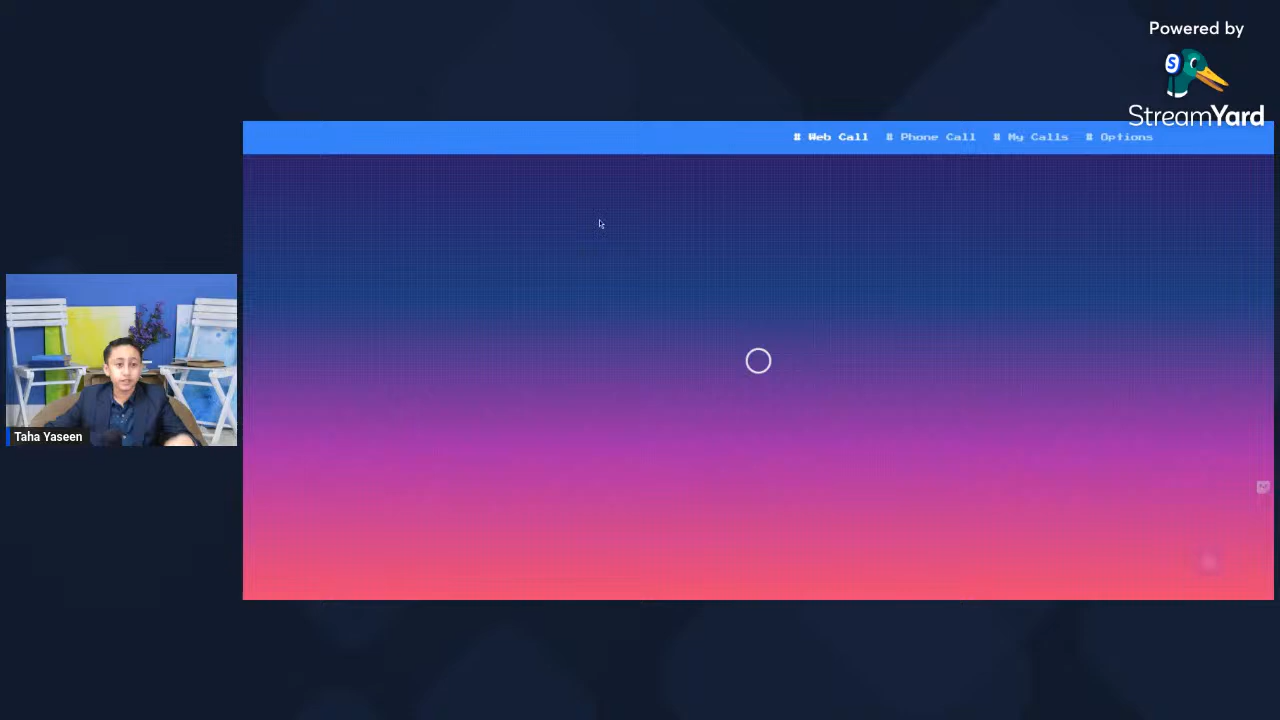 Powered by
StreamYard
# Web Call # Phone Call # My Calls # Options
Taha Yaseen